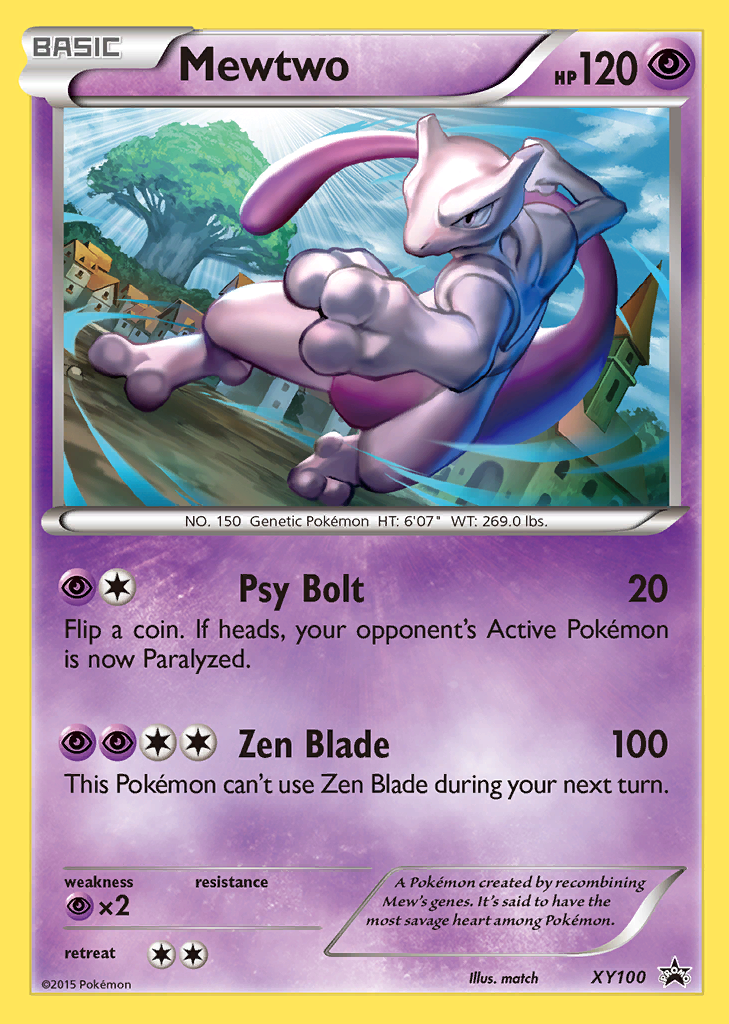 BASIC Mewtwo HP120
NO. 150 Genetic Pokémon HT: 6'07" WT: 269.0 lbs.
Psy Bolt 20
Flip a coin. If heads, your opponent's Active Pokémon
is now Paralyzed.
Zen Blade 100
This Pokémon can't use Zen Blade during your next turn.
weakness resistance
×2
A Pokémon created by recombining
Mew's genes. It's said to have the
most savage heart among Pokémon.
retreat
©2015 Pokémon Illus. match XY100 PROMO